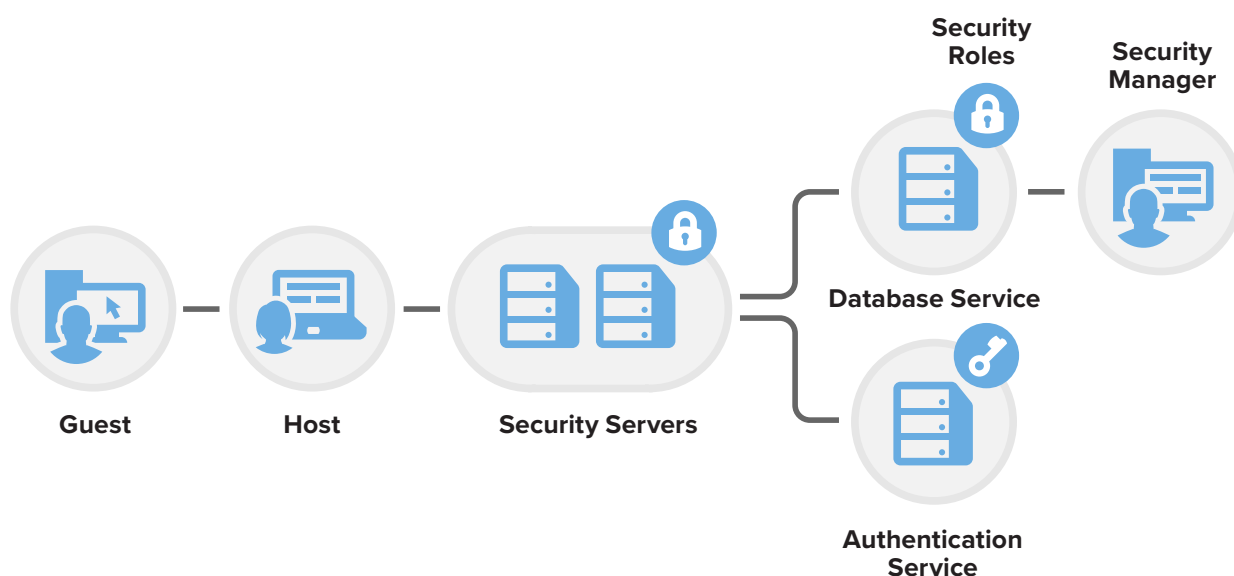 Security
Roles
Security
Manager
Database Service
Guest
Host
Security Servers
Authentication
Service